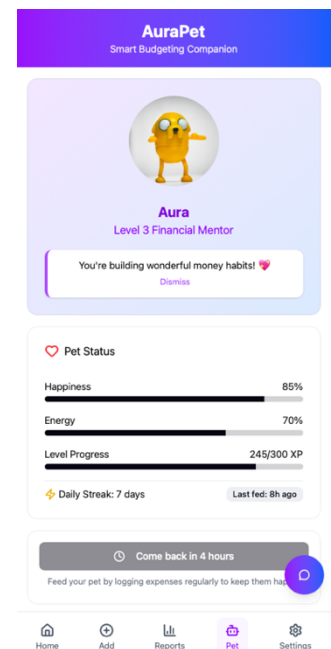 AuraPet
Smart Budgeting Companion
Aura
Level 3 Financial Mentor
You're building wonderful money habits! 💖
Dismiss
Pet Status
Happiness 85%
Energy 70%
Level Progress 245/300 XP
Daily Streak: 7 days Last fed: 8h ago
Come back in 4 hours
Feed your pet by logging expenses regularly to keep them
Home Add Reports Pet Settings